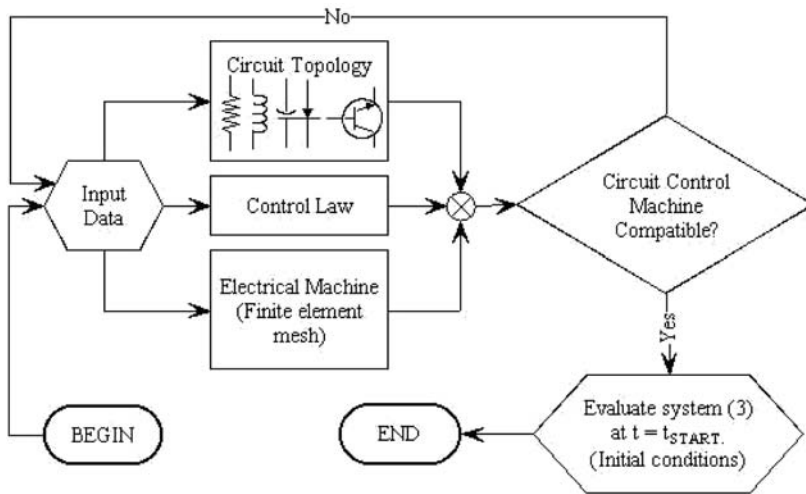 No
Circuit Topology
Input
Data
Control Law
Circuit Control
Machine
Compatible?
Electrical Machine
(Finite element
mesh)
Yes
BEGIN
END
Evaluate system (3)
at t = tSTART.
(Initial conditions)